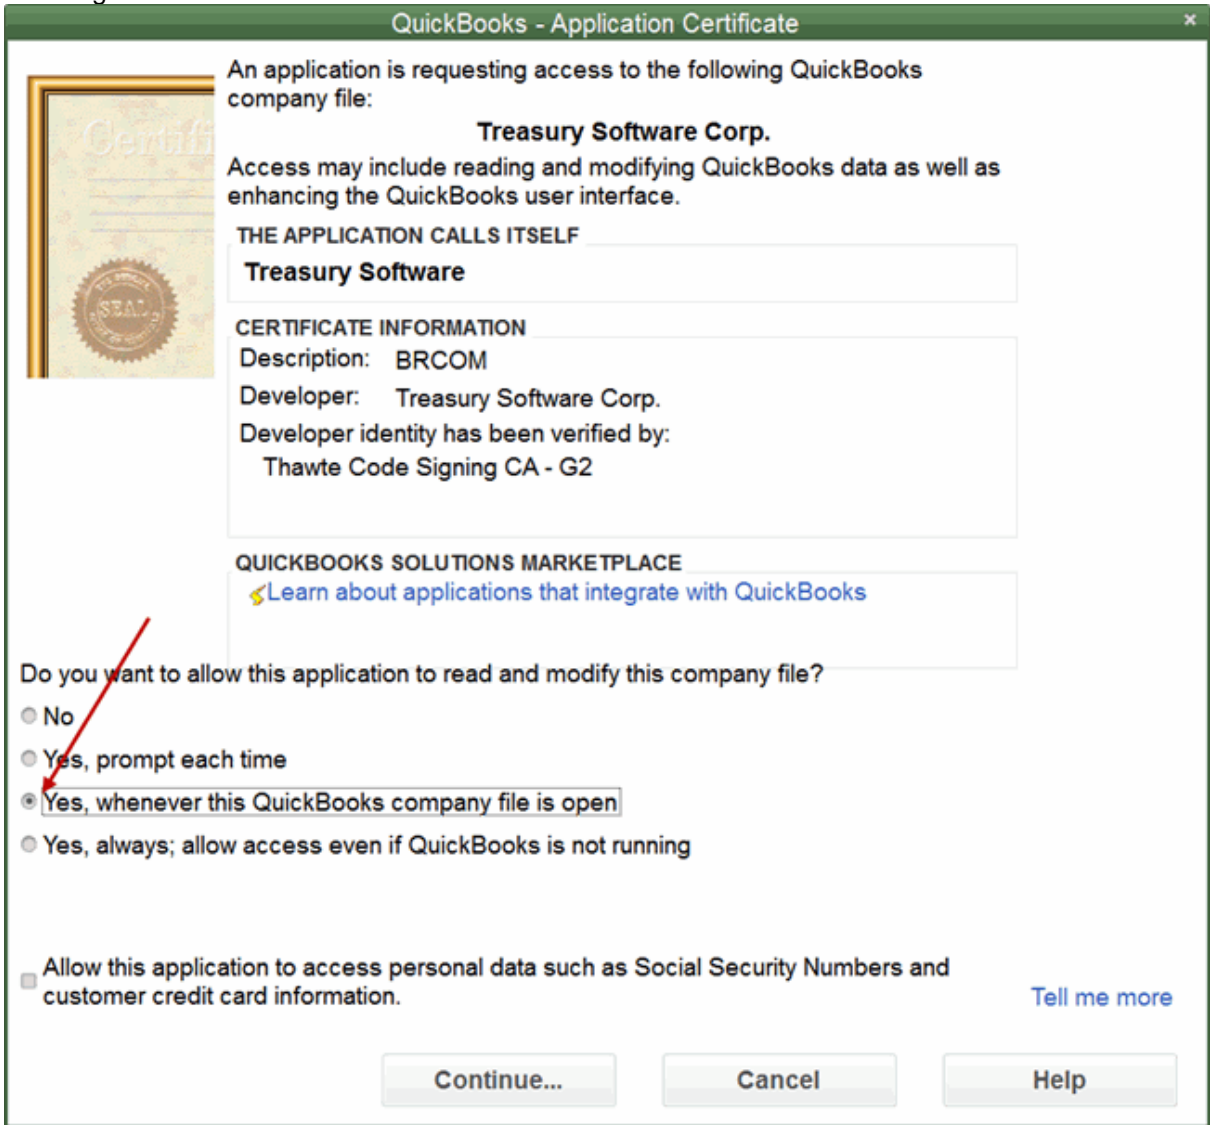 QuickBooks - Application Certificate
An application is requesting access to the following QuickBooks
company file:
Treasury Software Corp.
Access may include reading and modifying QuickBooks data as well as
enhancing the QuickBooks user interface.
THE APPLICATION CALLS ITSELF
Treasury Software
CERTIFICATE INFORMATION
Description: BRCOM
Developer: Treasury Software Corp.
Developer identity has been verified by:
Thawte Code Signing CA - G2
QUICKBOOKS SOLUTIONS MARKETPLACE
Learn about applications that integrate with QuickBooks
Do you want to allow this application to read and modify this company file?
No
Yes, prompt each time
Yes, whenever this QuickBooks company file is open
Yes, always; allow access even if QuickBooks is not running
Allow this application to access personal data such as Social Security Numbers and
customer credit card information.
Tell me more
Continue...
Cancel
Help
SEAL